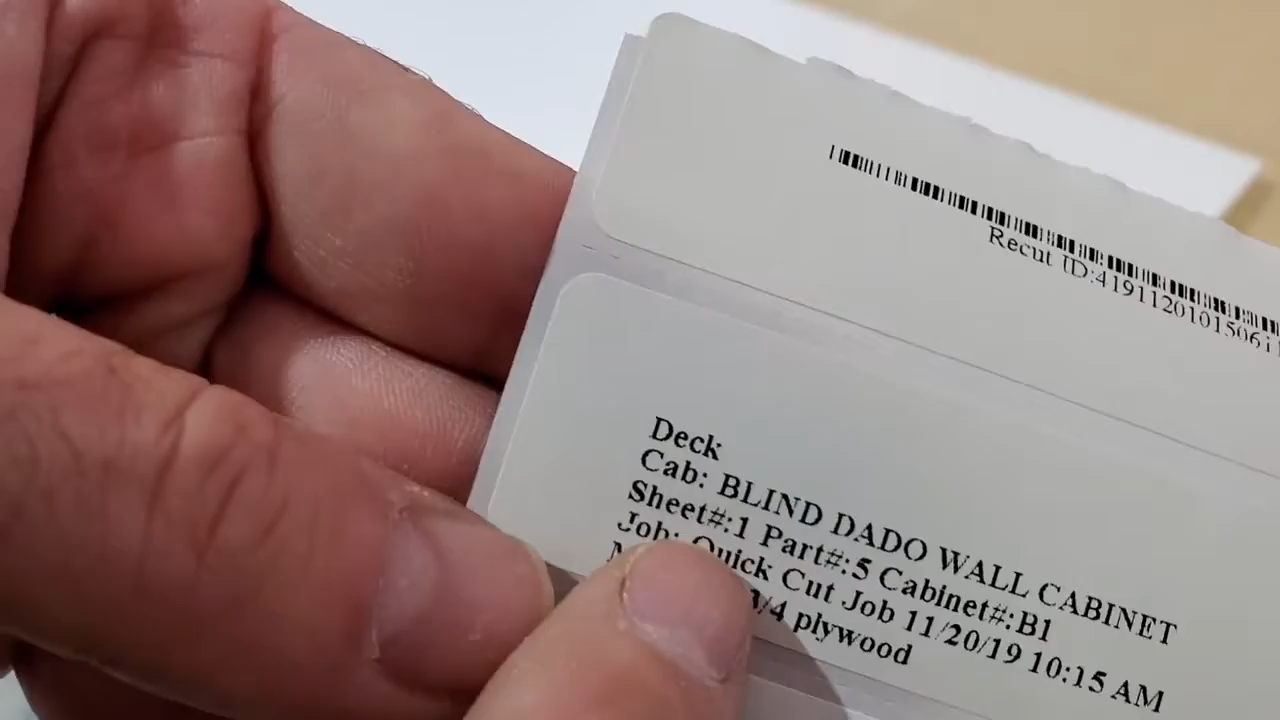 Recut ID:4191120101506
Deck
Cab: BLIND DADO WALL CABINET
Sheet#:1 Part#:5 Cabinet#:B1
Job: Quick Cut Job 11/20/19 10:15 AM
3/4 plywood